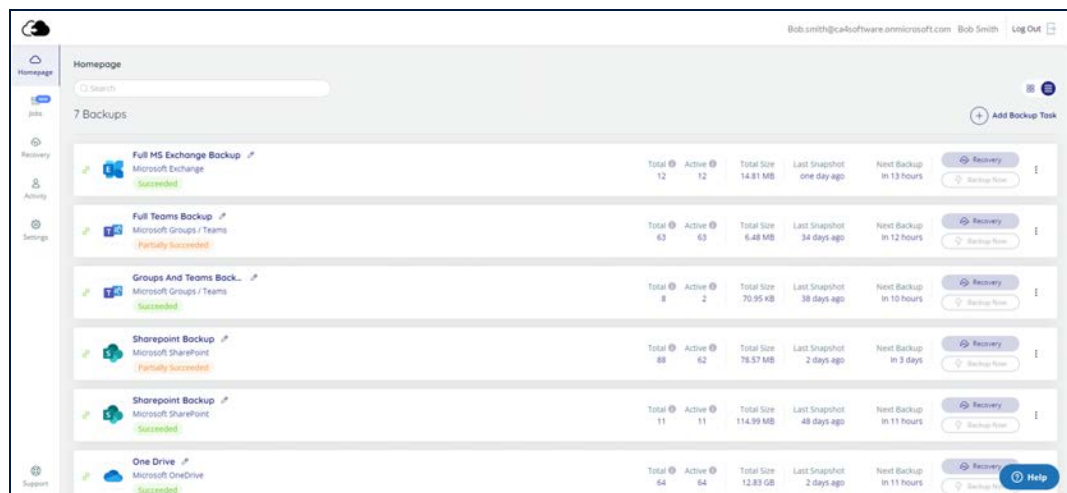 Bob.smith@ca4software.onmicrosoft.com Bob Smith Log Out
Homepage
Jobs
NEW
Recovery
Activity
Settings
Support
Homepage
Search
7 Backups
Add Backup Task
Full MS Exchange Backup
Microsoft Exchange
Succeeded
Total Active Total Size Last Snapshot Next Backup
12 12 14.81 MB one day ago In 13 hours
Recovery
Backup Now
Full Teams Backup
Microsoft Groups / Teams
Partially Succeeded
Total Active Total Size Last Snapshot Next Backup
63 63 6.48 MB 34 days ago In 12 hours
Recovery
Backup Now
Groups And Teams Back...
Microsoft Groups / Teams
Succeeded
Total Active Total Size Last Snapshot Next Backup
8 2 70.95 KB 38 days ago In 10 hours
Recovery
Backup Now
Sharepoint Backup
Microsoft SharePoint
Partially Succeeded
Total Active Total Size Last Snapshot Next Backup
88 62 78.57 MB 2 days ago In 3 days
Recovery
Backup Now
Sharepoint Backup
Microsoft SharePoint
Succeeded
Total Active Total Size Last Snapshot Next Backup
11 11 114.99 MB 48 days ago In 11 hours
Recovery
Backup Now
One Drive
Microsoft OneDrive
Succeeded
Total Active Total Size Last Snapshot Next Backup
64 64 12.83 GB 2 days ago In 11 hours
Recovery
Backup
Help